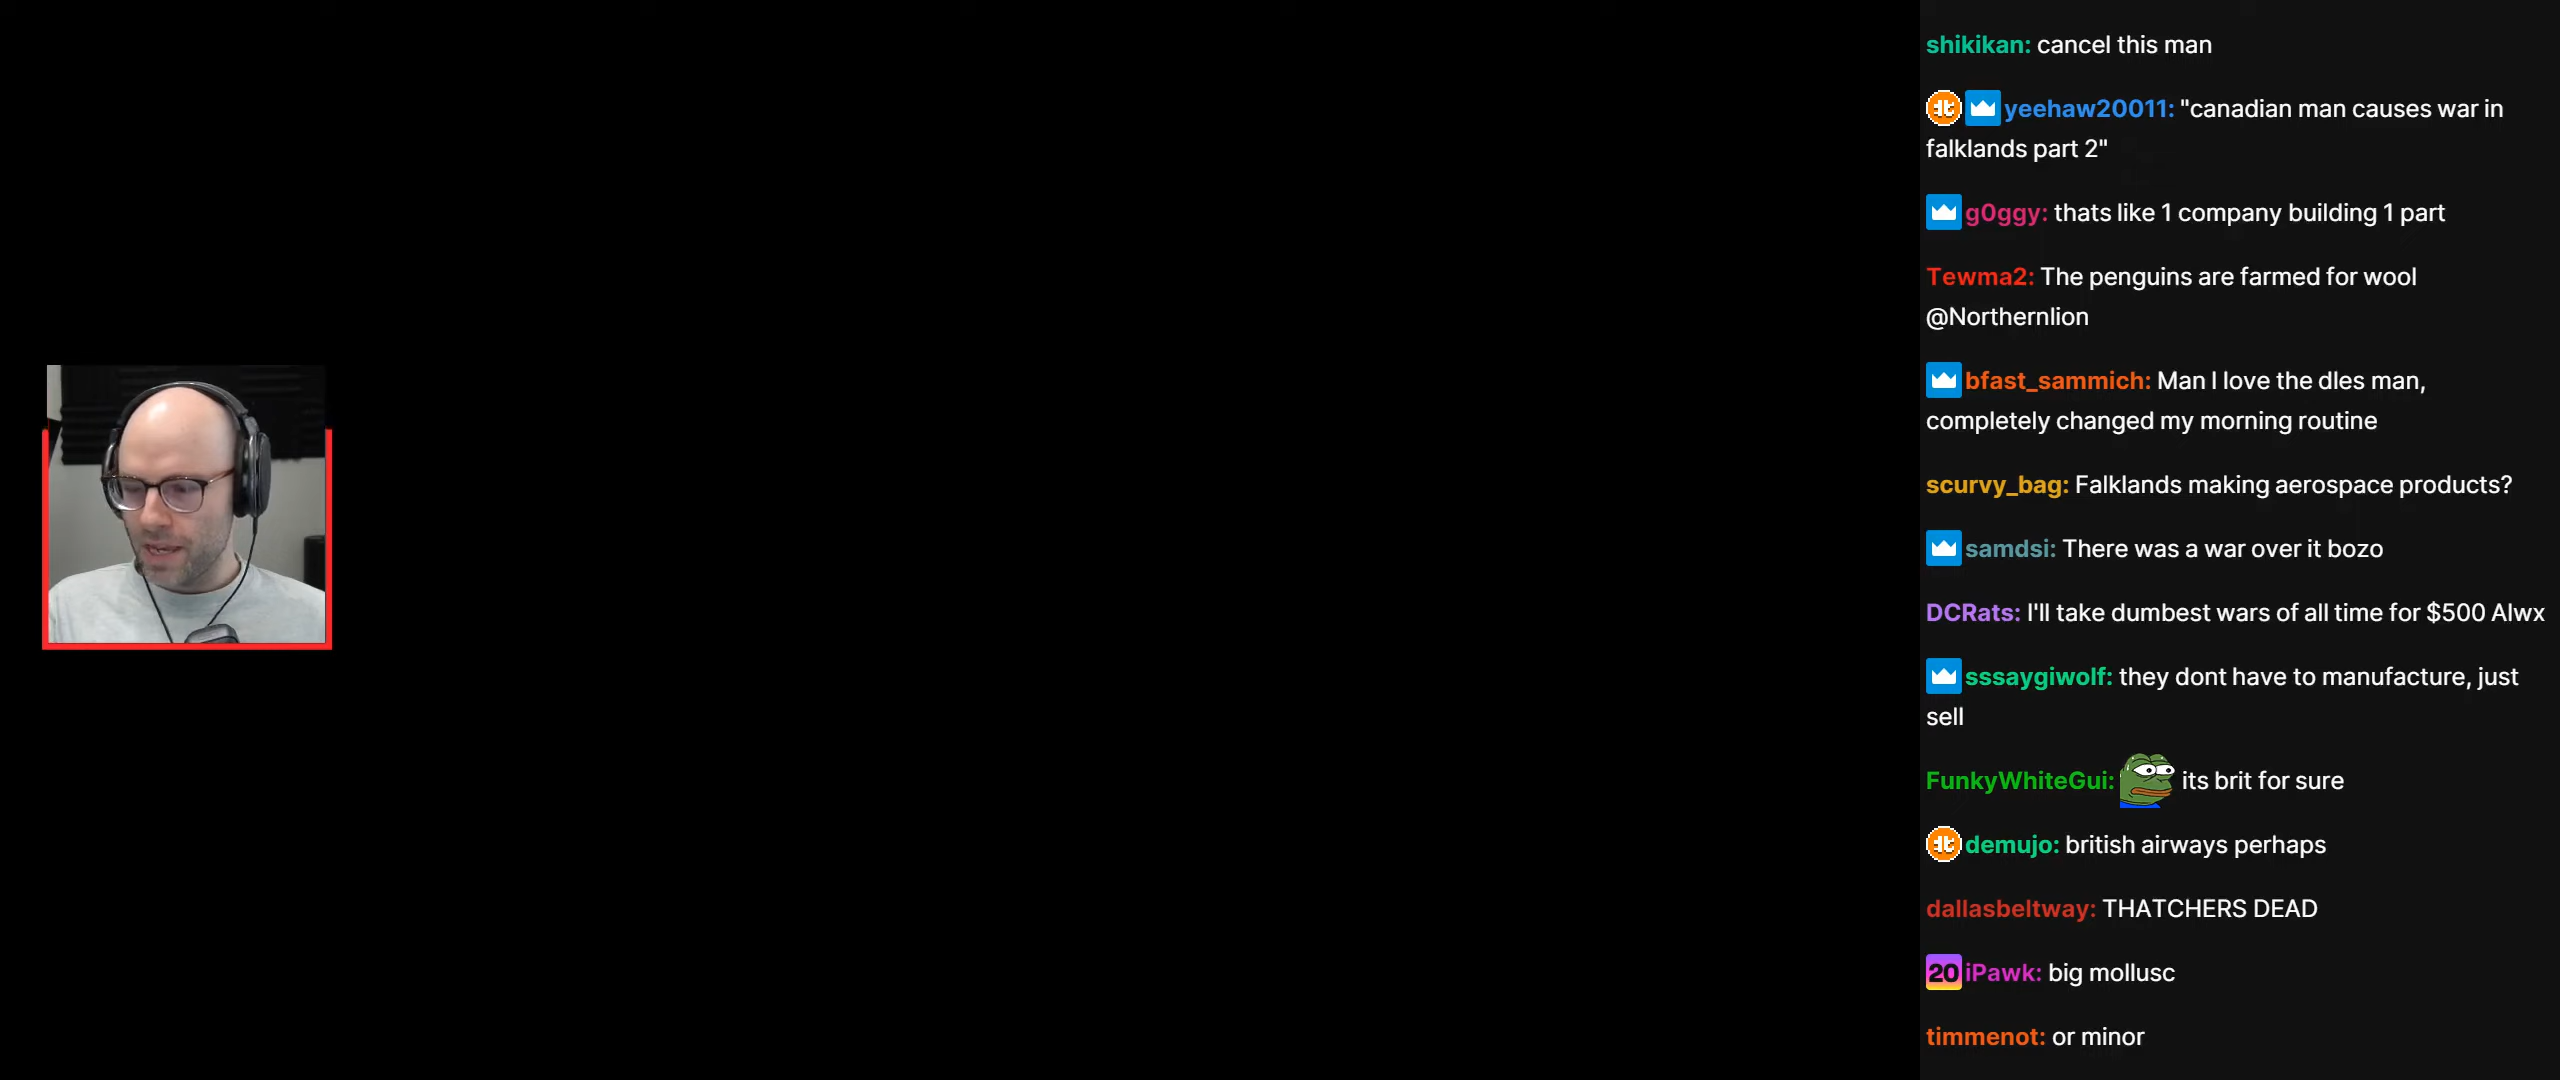 shikikan: cancel this man
yeehaw20011: "canadian man causes war in
falklands part 2"
g0ggy: thats like 1 company building 1 part
Tewma2: The penguins are farmed for wool
@Northernlion
bfast_sammich: Man I love the dles man,
completely changed my morning routine
scurvy_bag: Falklands making aerospace products?
samdsi: There was a war over it bozo
DCRats: I'll take dumbest wars of all time for $500 Alwx
sssaygiwolf: they dont have to manufacture, just
sell
FunkyWhiteGui: its brit for sure
demujo: british airways perhaps
dallasbeltway: THATCHERS DEAD
20 iPawk: big mollusc
timmenot: or minor